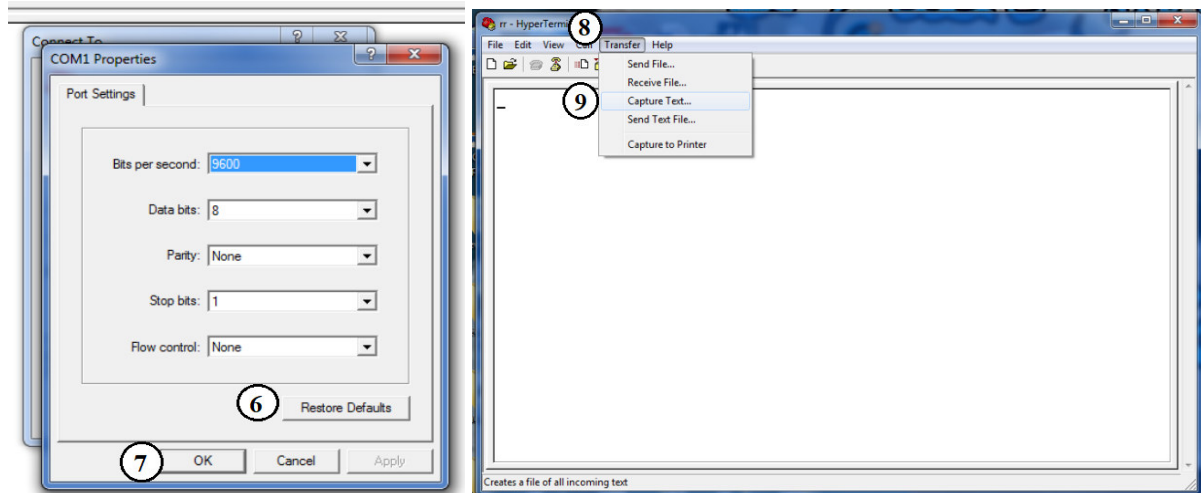 Connect To
COM1 Properties
Port Settings
Bits per second: 9600
Data bits: 8
Parity: None
Stop bits: 1
Flow control: None
6 Restore Defaults
7 OK Cancel Apply
rr - HyperTermi
8
File Edit View Call Transfer Help
Send File...
Receive File...
9 Capture Text...
Send Text File...
Capture to Printer
Creates a file of all incoming text